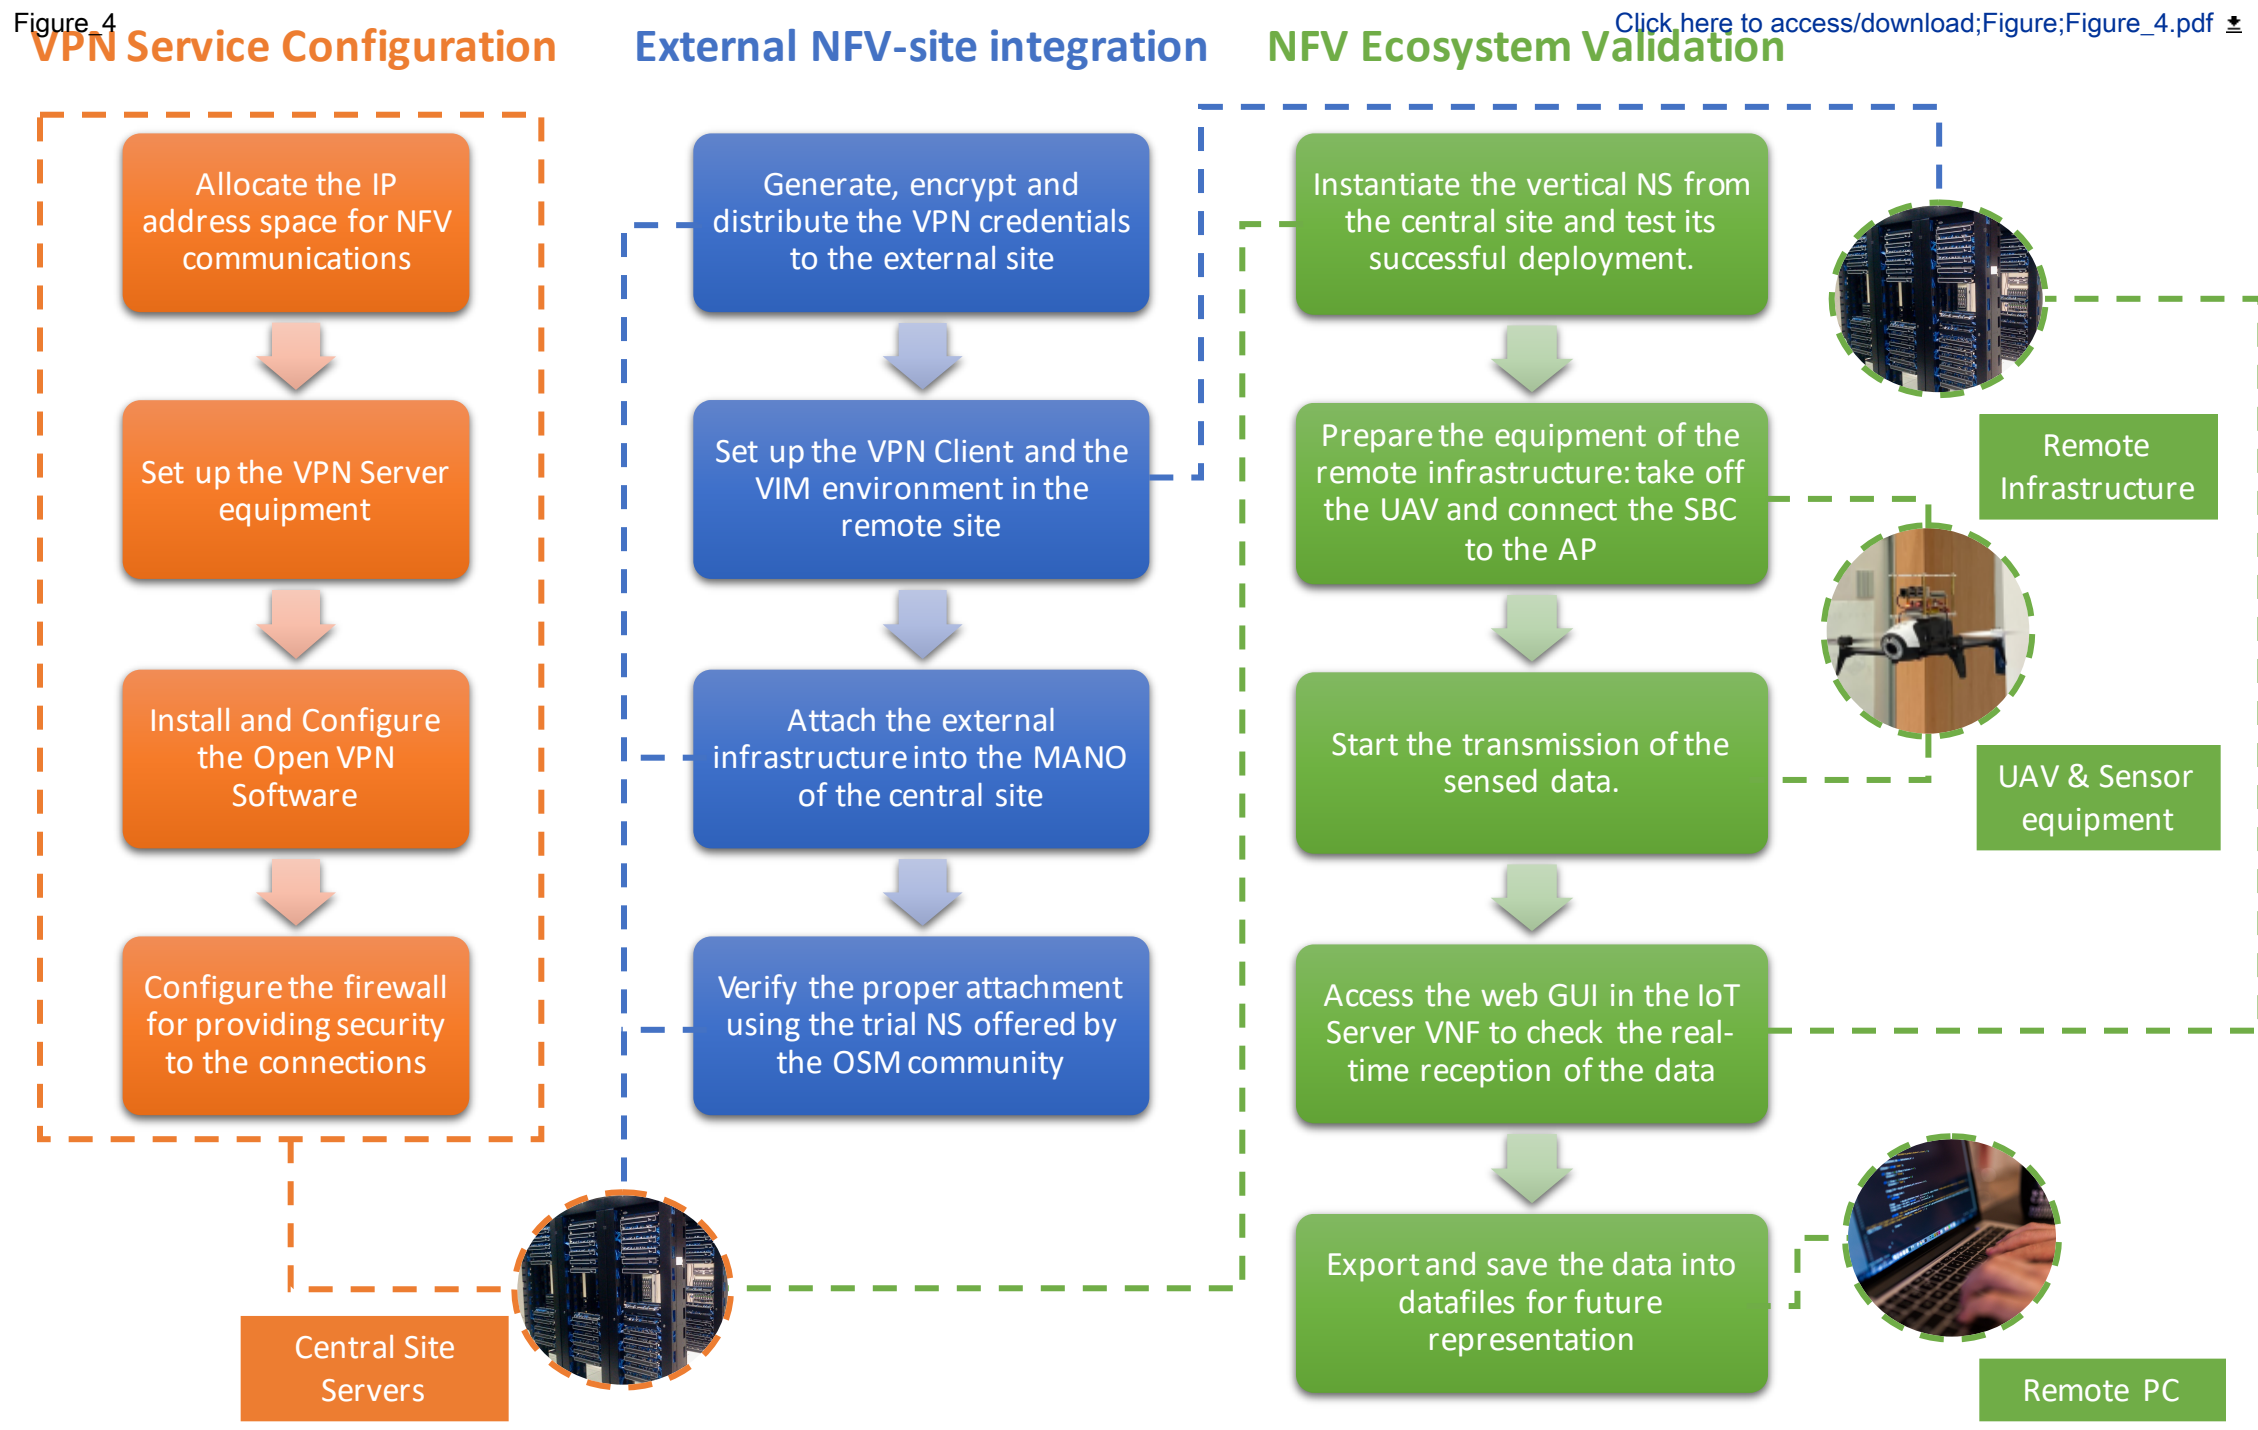 Figure_4
Click here to access/download;Figure;Figure_4.pdf
VPN Service Configuration
Allocate the IP
address space for NFV
communications
Set up the VPN Server
equipment
Install and Configure
the Open VPN
Software
Configure the firewall
for providing security
to the connections
Central Site
Servers
External NFV-site integration
Generate, encrypt and
distribute the VPN credentials
to the external site
Set up the VPN Client and the
VIM environment in the
remote site
Attach the external
infrastructure into the MANO
of the central site
Verify the proper attachment
using the trial NS offered by
the OSM community
NFV Ecosystem Validation
Instantiate the vertical NS from
the central site and test its
successful deployment.
Prepare the equipment of the
remote infrastructure: take off
the UAV and connect the SBC
to the AP
Start the transmission of the
sensed data.
Access the web GUI in the IoT
Server VNF to check the real-
time reception of the data
Export and save the data into
datafiles for future
representation
Remote
Infrastructure
UAV & Sensor
equipment
Remote PC